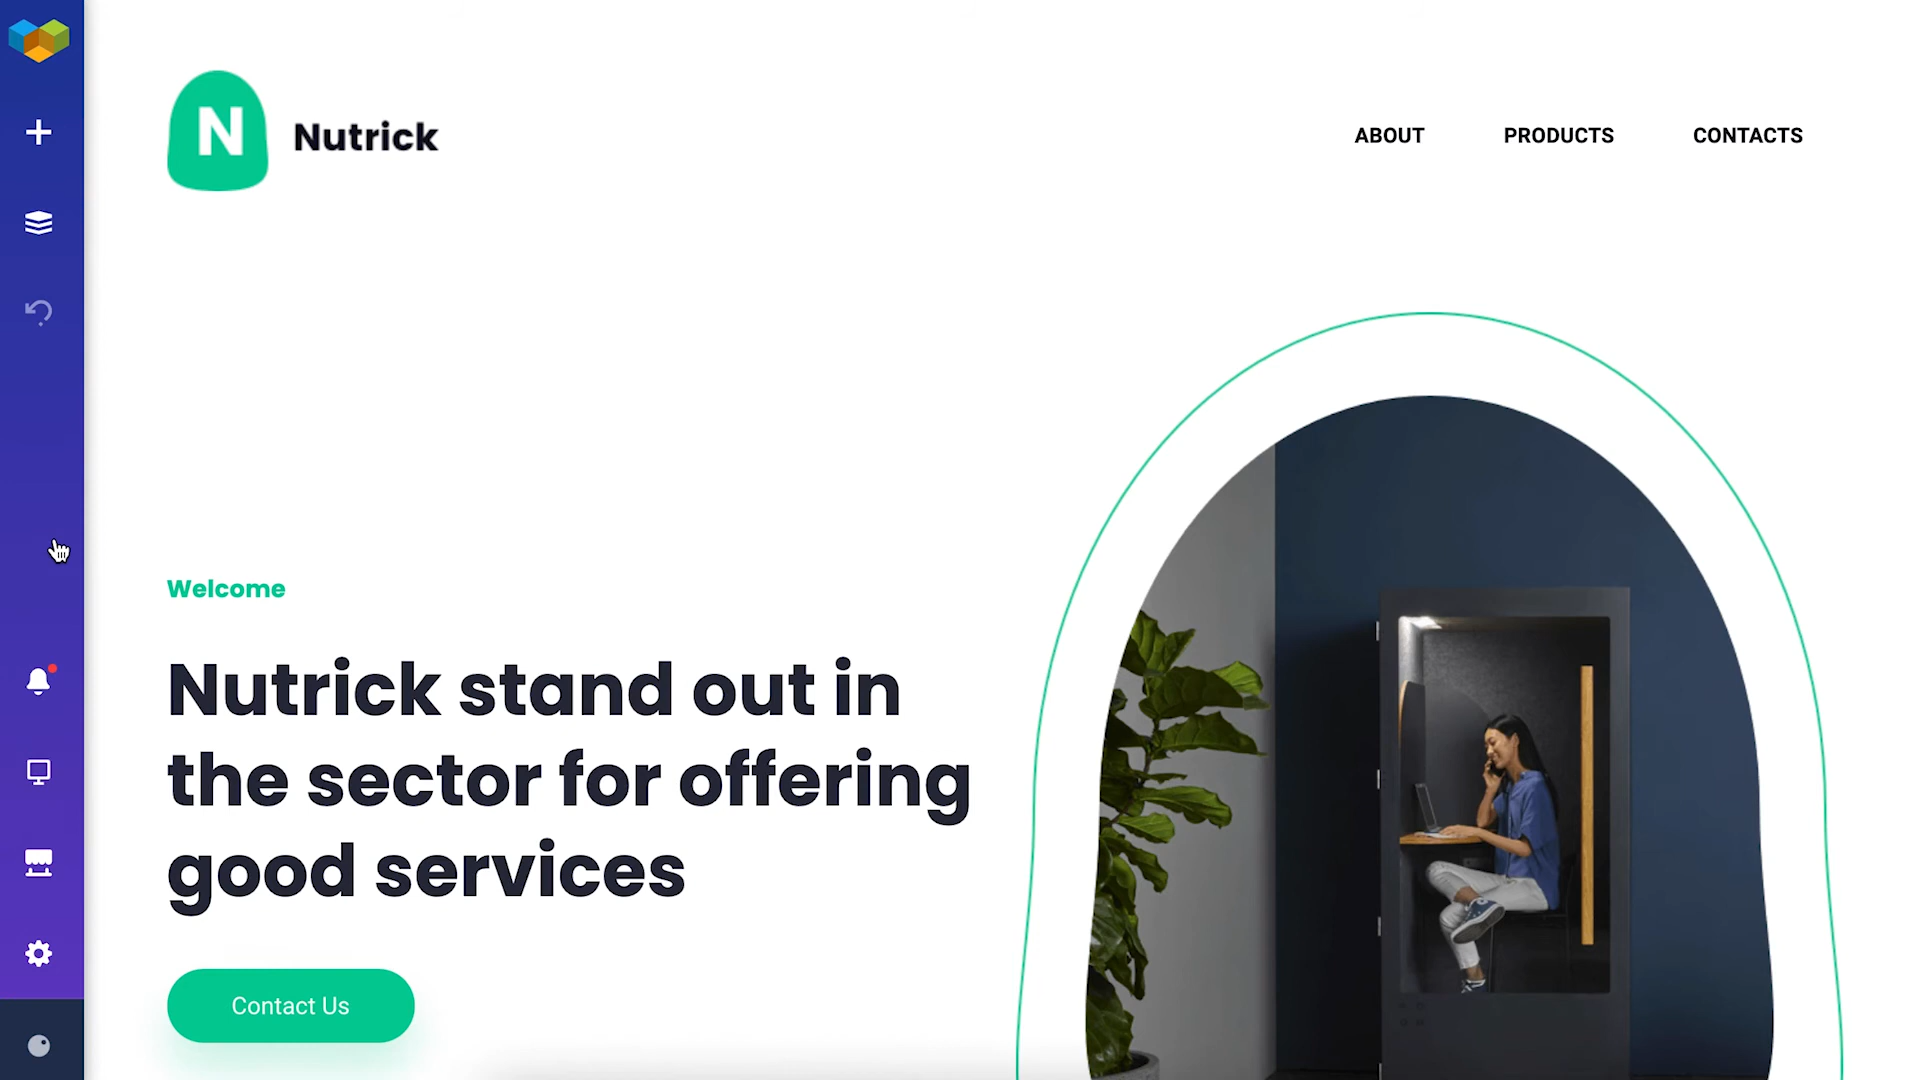 N
Nutrick
ABOUT
PRODUCTS
CONTACTS
Welcome
Nutrick stand out in
the sector for offering
good services
Contact Us